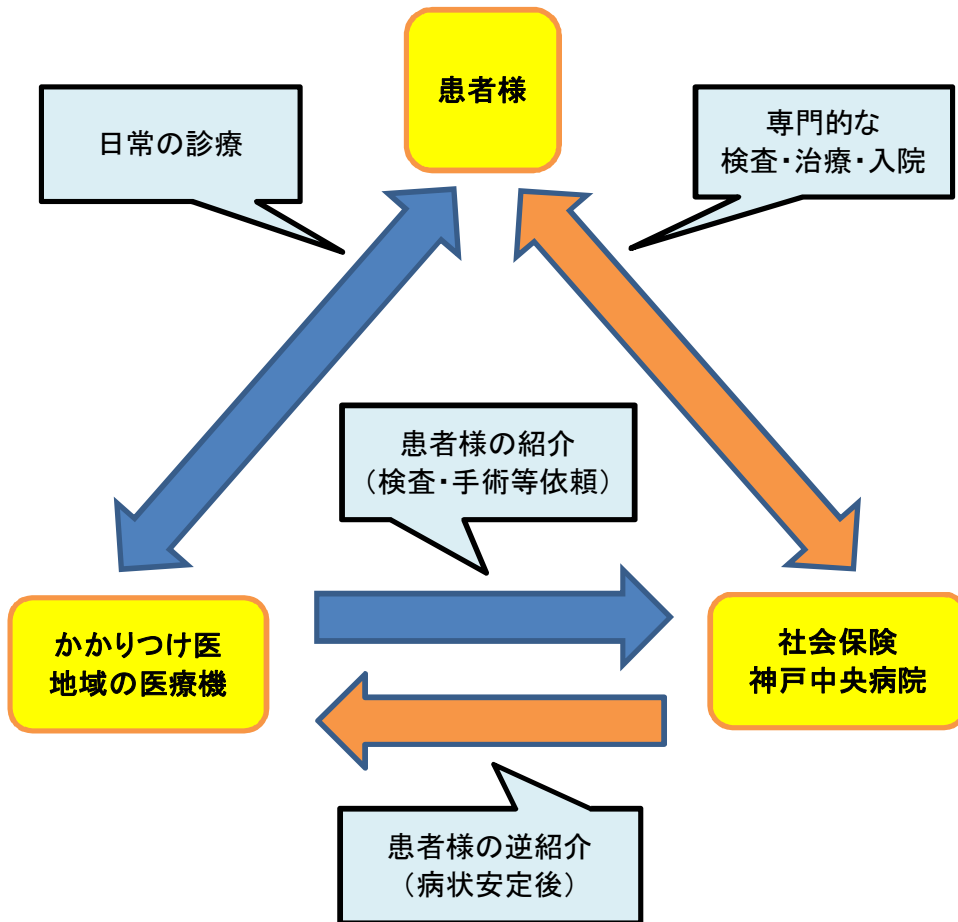 患者様
日常の診療
専門的な
検査・治療・入院
患者様の紹介
（検査・手術等依頼）
かかりつけ医
地域の医療機
社会保険
神戸中央病院
患者様の逆紹介
（病状安定後）